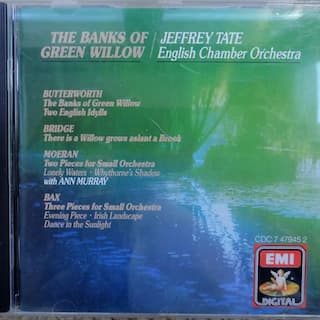 THE BANKS OF
GREEN WILLOW
JEFFREY TATE
English Chamber Orchestra
BUTTERWORTH
The Banks of Green Willow
Two English Idylls
BRIDGE
There is a Willow grows aslant a Brook
MOERAN
Two Pieces for Small Orchestra
Lonely Waters · Whythorne's Shadow
with ANN MURRAY
BAX
Three Pieces for Small Orchestra
Evening Piece · Irish Landscape
Dance in the Sunlight
CDC 7 47945 2
EMI
DIGITAL